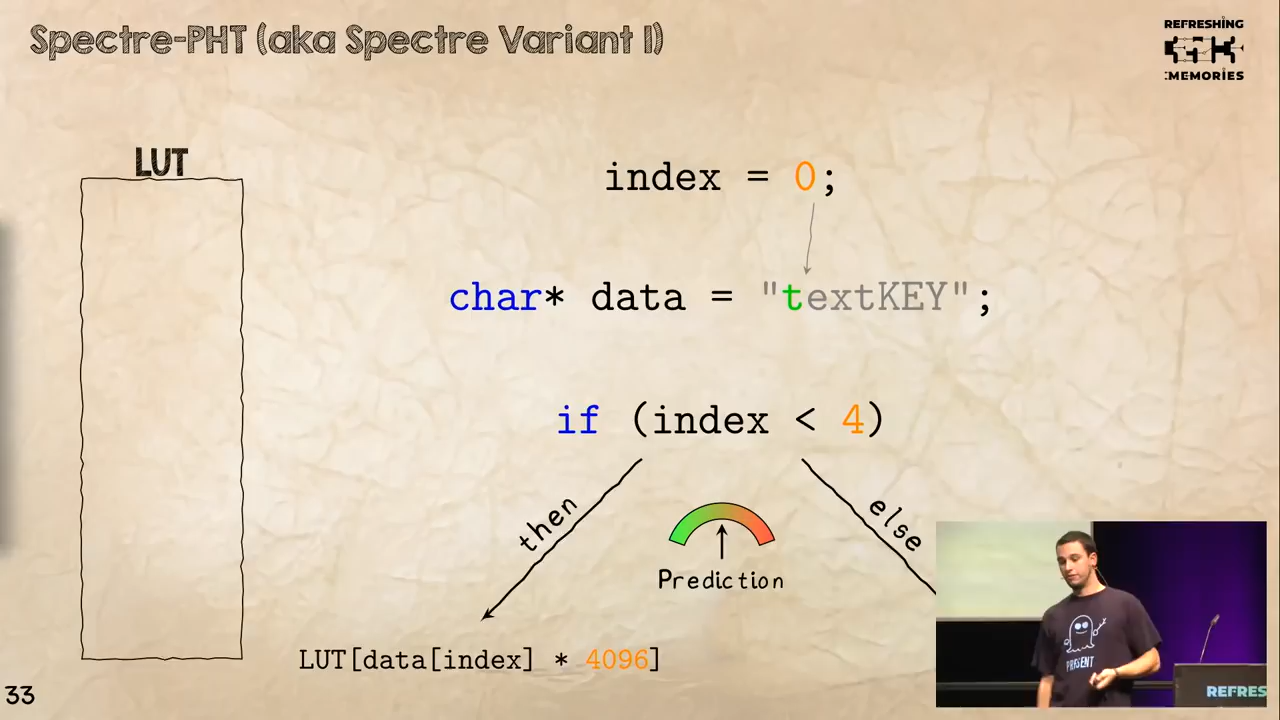 Spectre-PHT (aka Spectre Variant 1)
REFRESHING
:MEMORIES
LUT
index = 0;
char* data = "textKEY";
if (index < 4)
then
else
Prediction
LUT[data[index] * 4096]
33
PRESENT
REFRES